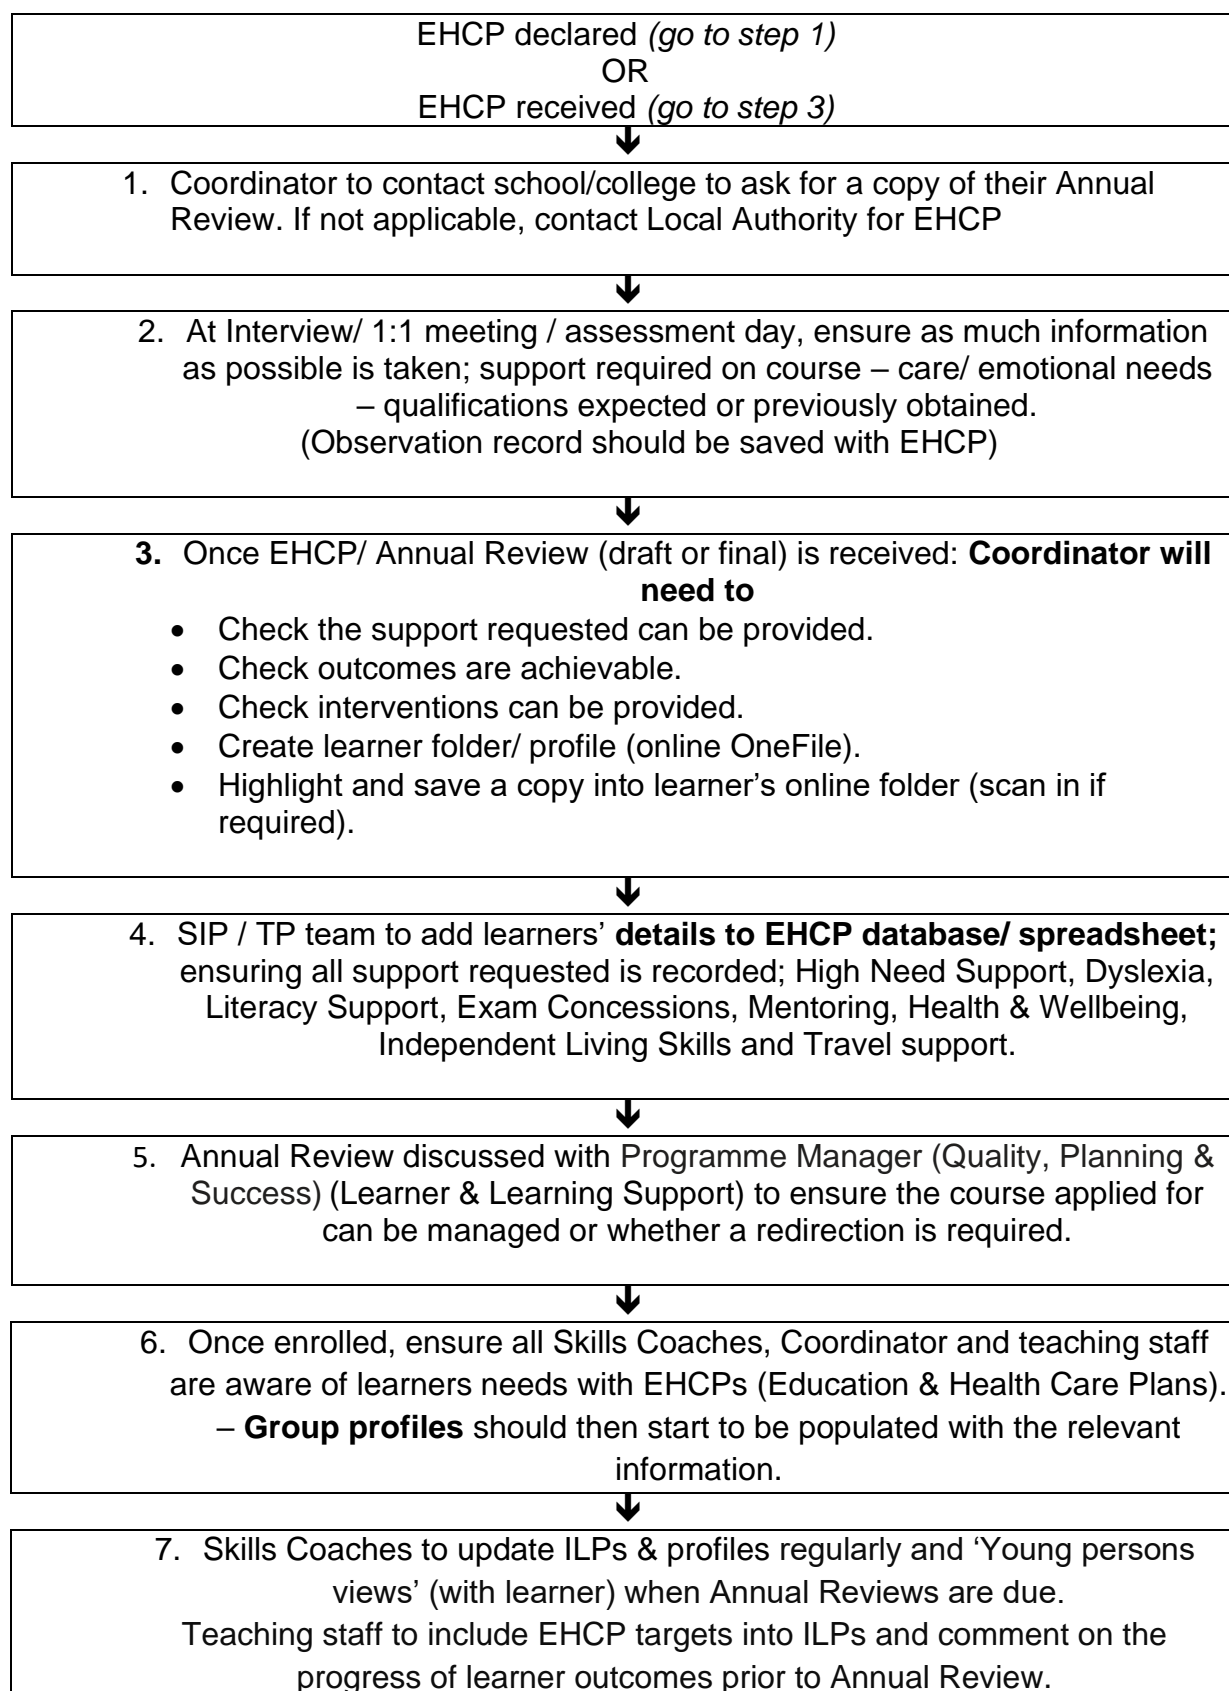 EHCP declared (go to step 1)
OR
EHCP received (go to step 3)
1. Coordinator to contact school/college to ask for a copy of their Annual
Review. If not applicable, contact Local Authority for EHCP
2. At Interview/ 1:1 meeting / assessment day, ensure as much information
as possible is taken; support required on course – care/ emotional needs
– qualifications expected or previously obtained.
(Observation record should be saved with EHCP)
3. Once EHCP/ Annual Review (draft or final) is received: Coordinator will
need to
• Check the support requested can be provided.
• Check outcomes are achievable.
• Check interventions can be provided.
• Create learner folder/ profile (online OneFile).
• Highlight and save a copy into learner’s online folder (scan in if
required).
4. SIP / TP team to add learners’ details to EHCP database/ spreadsheet;
ensuring all support requested is recorded; High Need Support, Dyslexia,
Literacy Support, Exam Concessions, Mentoring, Health & Wellbeing,
Independent Living Skills and Travel support.
5. Annual Review discussed with Programme Manager (Quality, Planning &
Success) (Learner & Learning Support) to ensure the course applied for
can be managed or whether a redirection is required.
6. Once enrolled, ensure all Skills Coaches, Coordinator and teaching staff
are aware of learners needs with EHCPs (Education & Health Care Plans).
– Group profiles should then start to be populated with the relevant
information.
7. Skills Coaches to update ILPs & profiles regularly and ‘Young persons
views’ (with learner) when Annual Reviews are due.
Teaching staff to include EHCP targets into ILPs and comment on the
progress of learner outcomes prior to Annual Review.